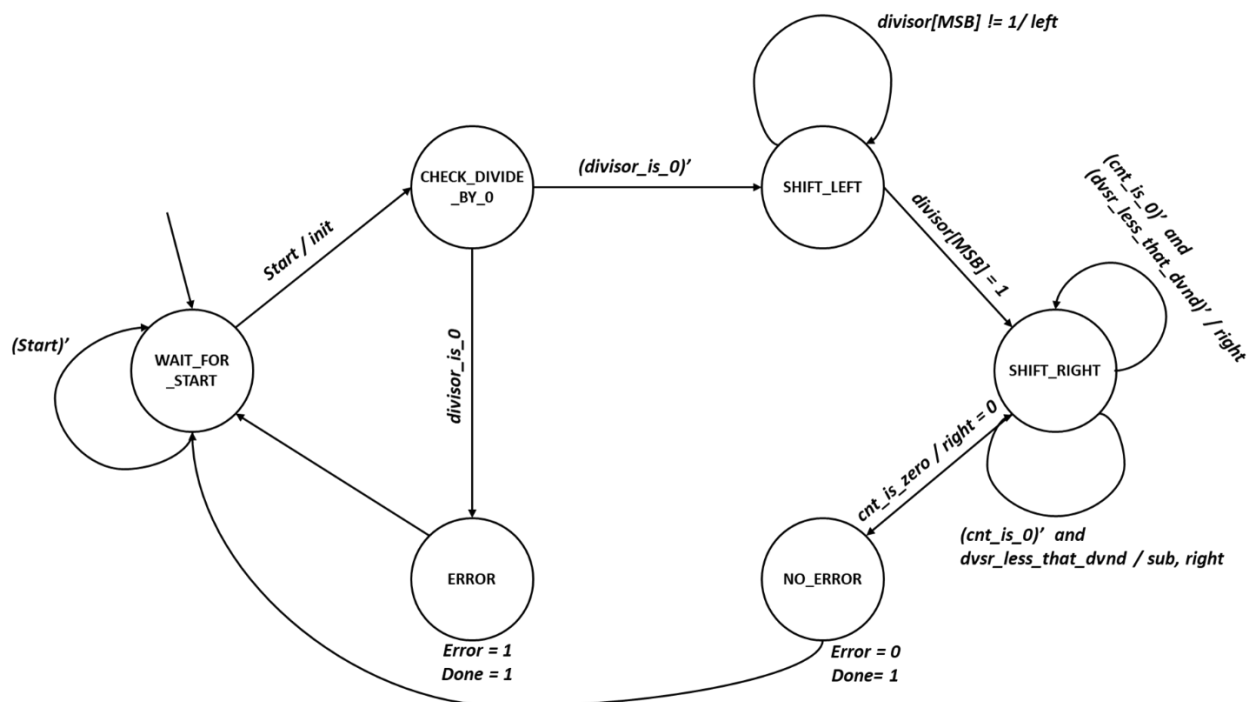 divisor[MSB] != 1/ left
CHECK_DIVIDE
_BY_0
(divisor_is_0)’
SHIFT_LEFT
(cnt_is_0)’ and
(dvsr_less_that_dvnd)’ / right
Start / init
divisor[MSB] = 1
(Start)’
WAIT_FOR
_START
divisor_is_0
SHIFT_RIGHT
cnt_is_zero / right = 0
(cnt_is_0)’ and
dvsr_less_that_dvnd / sub, right
ERROR
NO_ERROR
Error = 1
Done = 1
Error = 0
Done= 1